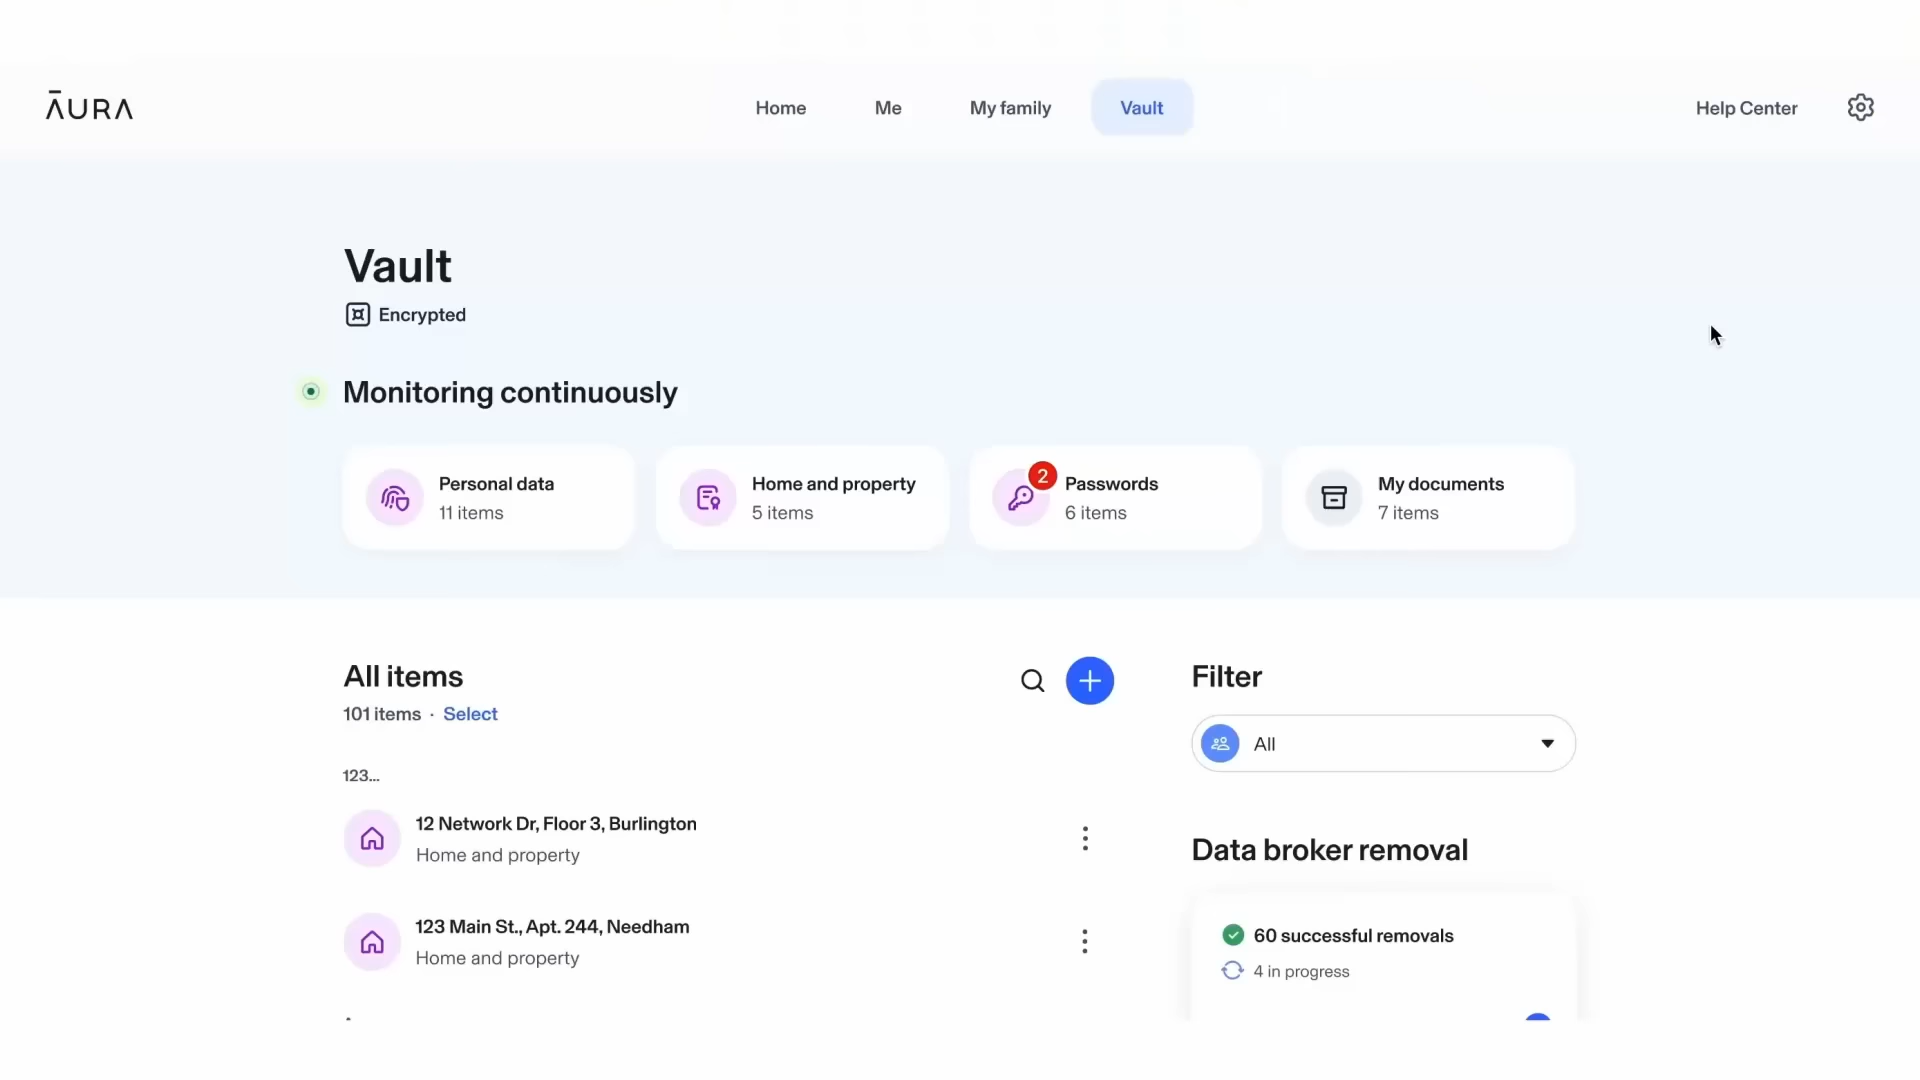 ĀURA
Home
Me
My family
Vault
Help Center
Vault
Encrypted
Monitoring continuously
Personal data
11 items
Home and property
5 items
2
Passwords
6 items
My documents
7 items
All items
101 items · Select
123...
12 Network Dr, Floor 3, Burlington
Home and property
123 Main St., Apt. 244, Needham
Home and property
Filter
All
Data broker removal
60 successful removals
4 in progress